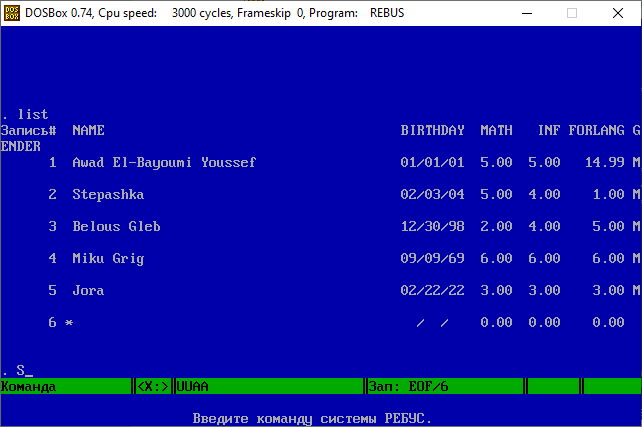 DOSBox 0.74, Cpu speed: 3000 cycles, Frameskip 0, Program: REBUS
. list
Запись# NAME BIRTHDAY MATH INF FORLANG G
ENDER
1 Awad El-Bayoumi Youssef 01/01/01 5.00 5.00 14.99 M
2 Stepashka 02/03/04 5.00 4.00 1.00 M
3 Belous Gleb 12/30/98 2.00 4.00 5.00 M
4 Miku Grig 09/09/69 6.00 6.00 6.00 M
5 Jora 02/22/22 3.00 3.00 3.00 M
6 * / / 0.00 0.00 0.00
. S_
Команда <X:> UUAA Зап: EOF/6
Введите команду системы РЕБУС.